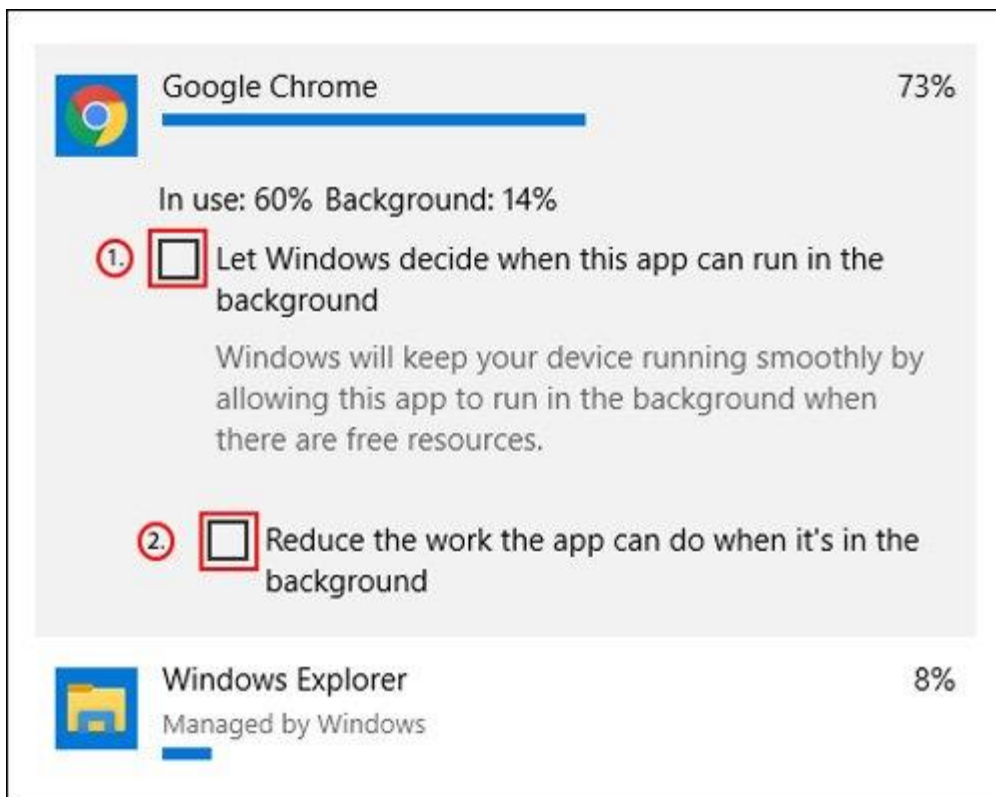 Google Chrome 73%
In use: 60% Background: 14%
1. Let Windows decide when this app can run in the
background
Windows will keep your device running smoothly by
allowing this app to run in the background when
there are free resources.
2. Reduce the work the app can do when it's in the
background
Windows Explorer 8%
Managed by Windows